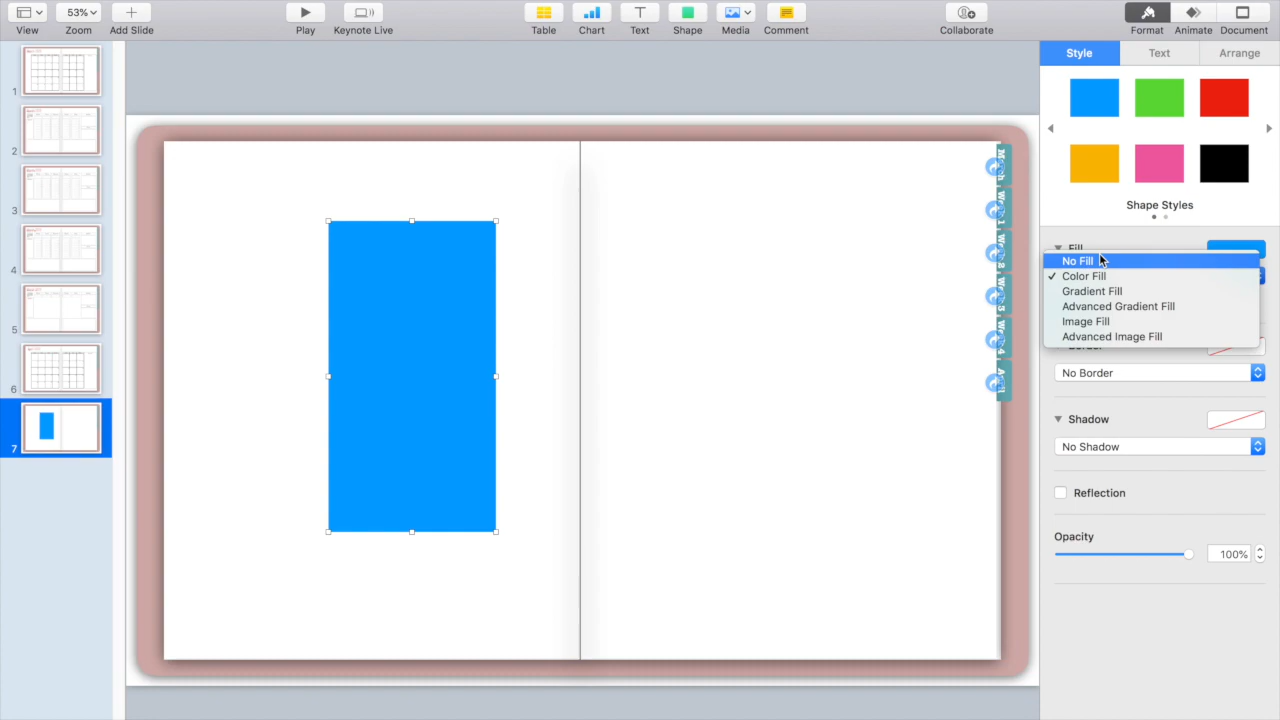 53%
View
Zoom
Add Slide
Play
Keynote Live
Table
Chart
Text
Shape
Media
Comment
Collaborate
Format
Animate
Document
Style
Text
Arrange
Shape Styles
Fill
No Fill
✓ Color Fill
Gradient Fill
Advanced Gradient Fill
Image Fill
Advanced Image Fill
Border
No Border
Shadow
No Shadow
Reflection
Opacity
100%
1
2
3
4
5
6
7